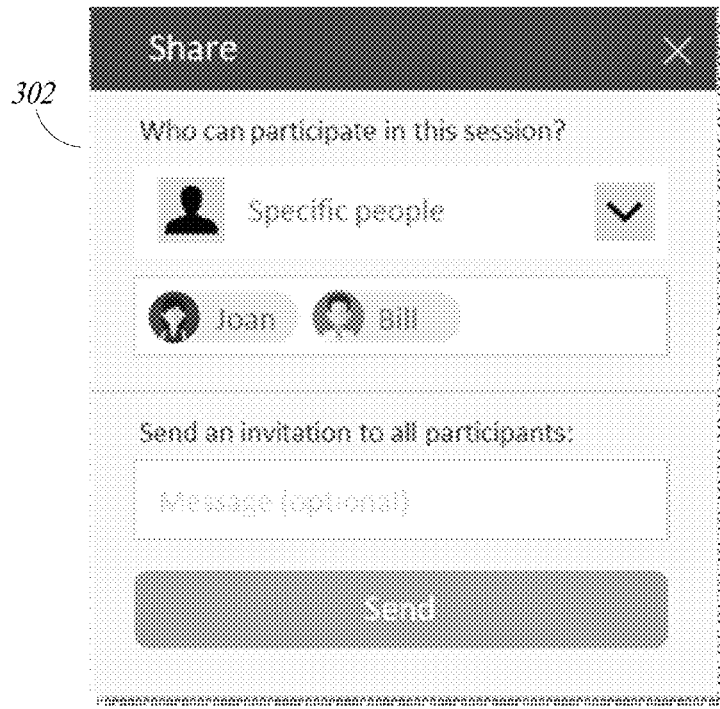 Share
302
Who can participate in this session?
Specific people
Joan Bill
Send an invitation to all participants:
Message (optional)
Send